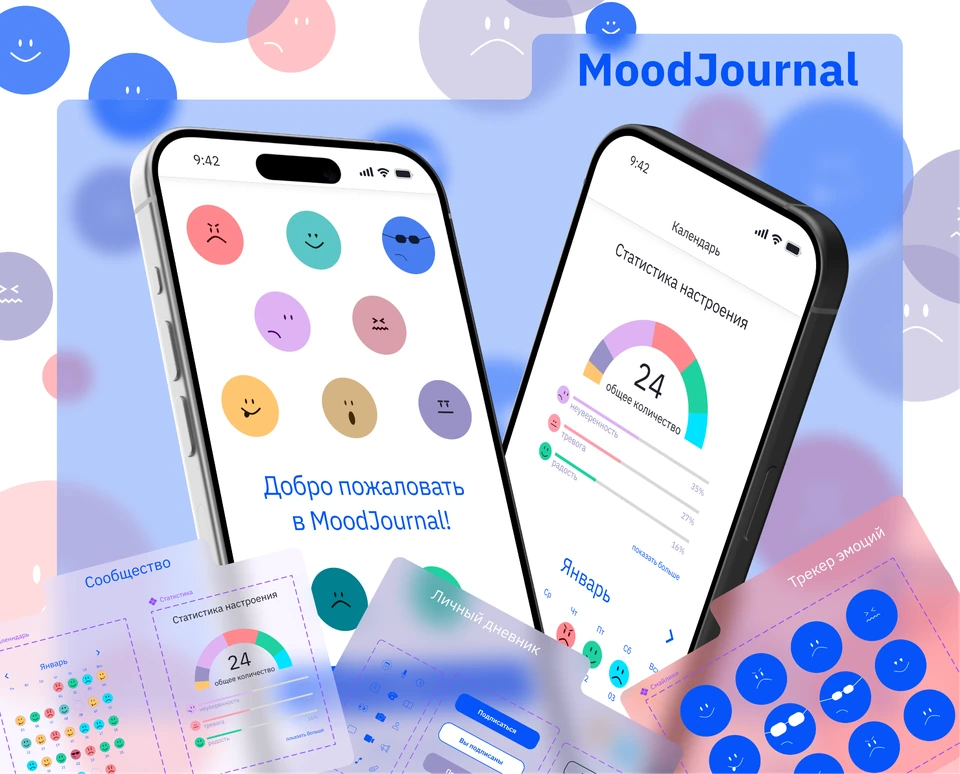 MoodJournal
9:42
Добро пожаловать
в MoodJournal!
9:42
Календарь
Статистика настроения
24
общее количество
неуверенность
35%
тревога
27%
радость
16%
показать больше
Январь
Ср
Чт
Пт
Сб
Вс
2
03
Сообщество
Январь
Статистика
Статистика настроения
24
общее количество
неуверенность
тревога
радость
показать больше
Личный дневник
Подписаться
Вы подписаны
Трекер эмоций
Смайлики